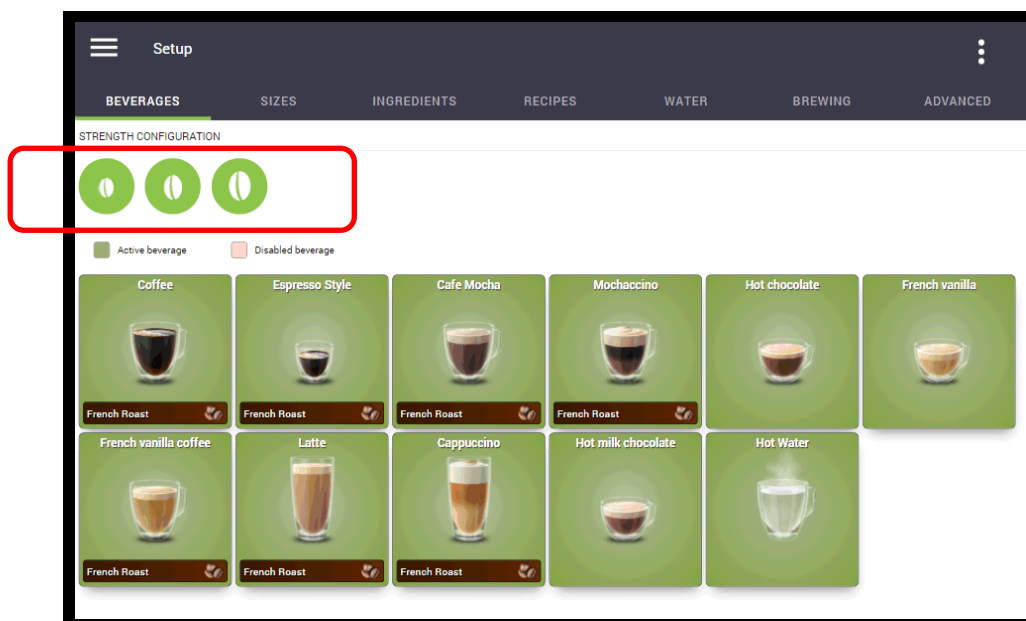 Setup
BEVERAGES SIZES INGREDIENTS RECIPES WATER BREWING ADVANCED
STRENGTH CONFIGURATION
Active beverage Disabled beverage
Coffee Espresso Style Cafe Mocha Mochaccino Hot chocolate French vanilla
French Roast French Roast French Roast French Roast
French vanilla coffee Latte Cappuccino Hot milk chocolate Hot Water
French Roast French Roast French Roast